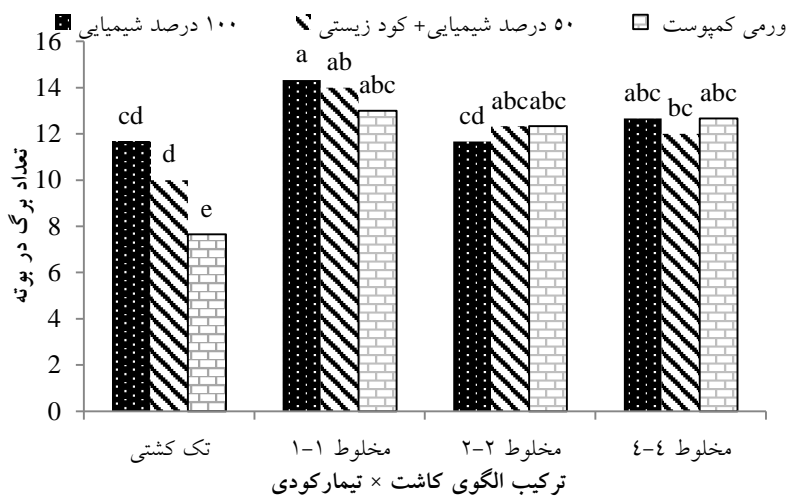 ۱۰۰ درصد شیمیایی
۵۰ درصد شیمیایی+ کود زیستی
ورمی کمپوست
تعداد برگ در بوته
16
14
12
10
8
6
4
2
0
cd
d
e
a
ab
abc
cd
abc
abc
abc
bc
abc
تک کشتی
مخلوط ۱-۱
مخلوط ۲-۲
مخلوط ٤-٤
ترکیب الگوی کاشت × تیمارکودی